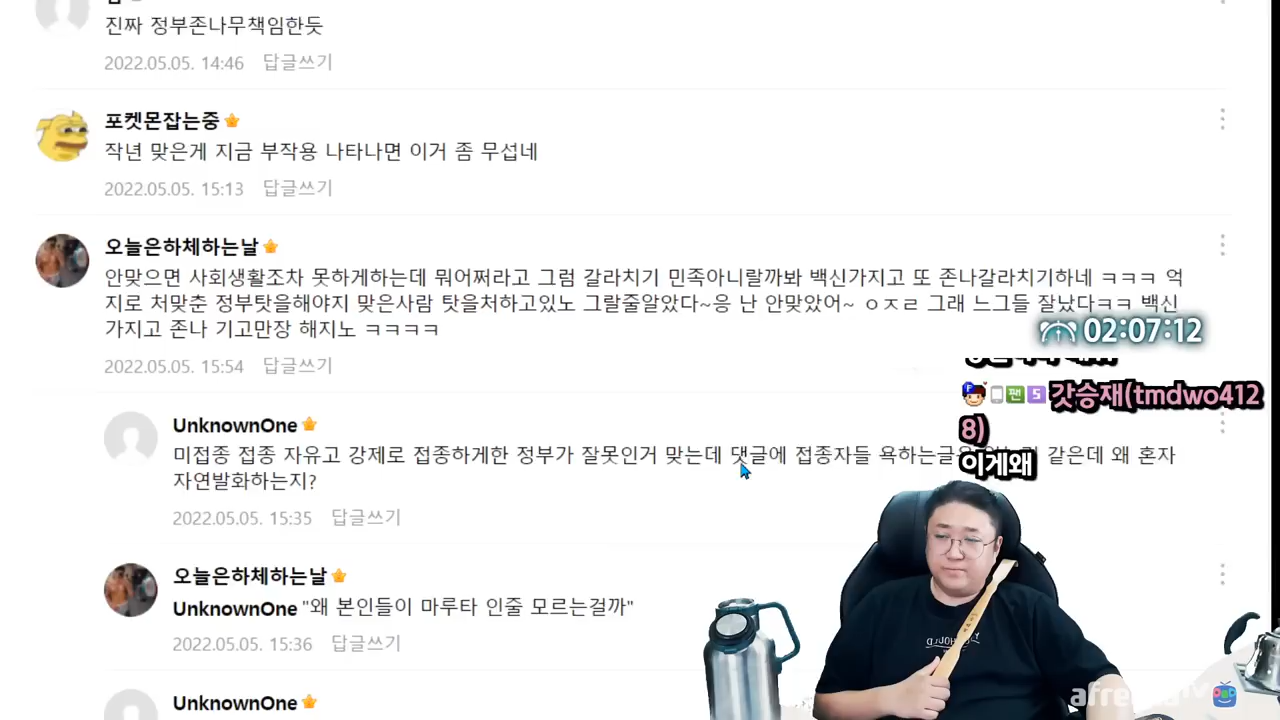 진짜 정부존나무책임한듯
2022.05.05. 14:46 답글쓰기
포켓몬잡는중
작년 맞은게 지금 부작용 나타나면 이거 좀 무섭네
2022.05.05. 15:13 답글쓰기
오늘은하체하는날
안맞으면 사회생활조차 못하게하는데 뭐어쩌라고 그럼 갈라치기 민족아니랄까봐 백신가지고 또 존나갈라치기하네 ㅋㅋㅋ 억
지로 처맞춘 정부탓을해야지 맞은사람 탓을처하고있노 그랄줄알았다~응 난 안맞았어~ ㅇㅈㄹ 그래 느그들 잘났다ㅋㅋ 백신
가지고 존나 기고만장 해지노 ㅋㅋㅋㅋ
02:07:12
2022.05.05. 15:54 답글쓰기
갓승재(tmdwo412
8)
이게왜
UnknownOne
미접종 접종 자유고 강제로 접종하게한 정부가 잘못인거 맞는데 댓글에 접종자들 욕하는글 같은데 왜 혼자
자연발화하는지?
2022.05.05. 15:35 답글쓰기
오늘은하체하는날
UnknownOne "왜 본인들이 마루타 인줄 모르는걸까"
2022.05.05. 15:36 답글쓰기
UnknownOne